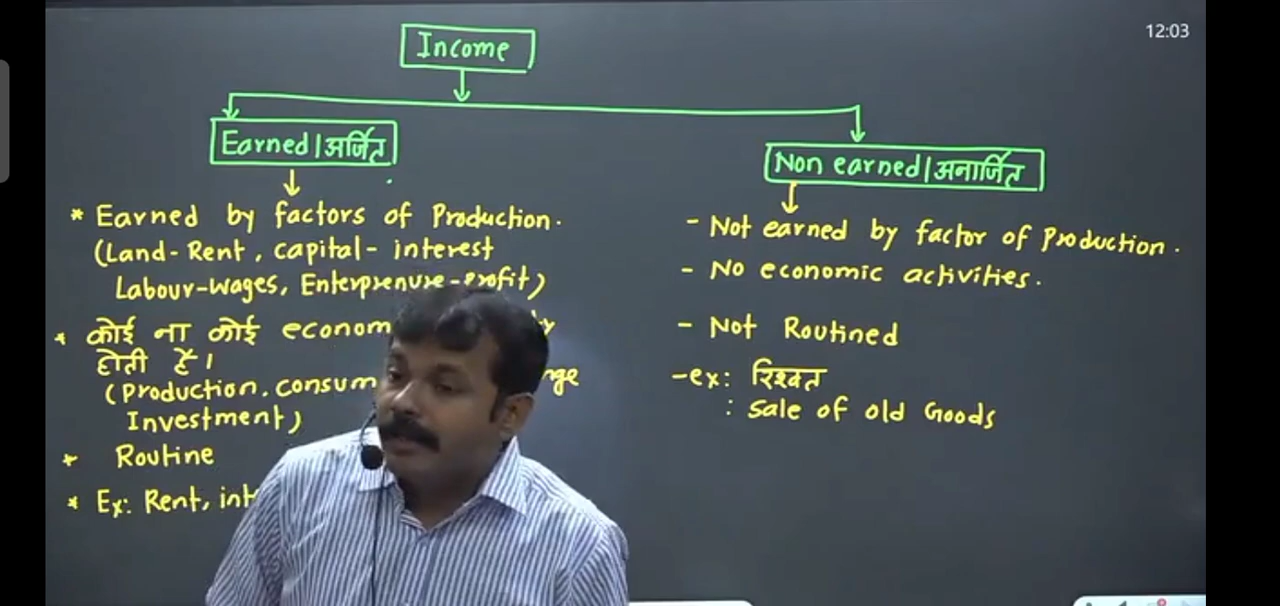 12:03
Income
Earned|अर्जित
Non earned|अनार्जित
* Earned by factors of Production.
(Land-Rent, capital- interest
Labour-wages, Enterprenure-profit)
* कोई ना कोई econom
होती है।
(Production, consum
Investment)
* Routine
* Ex: Rent, int
- Not earned by factor of Production.
- No economic activities.
- Not Routined
-ex: रिश्वत
: Sale of old Goods